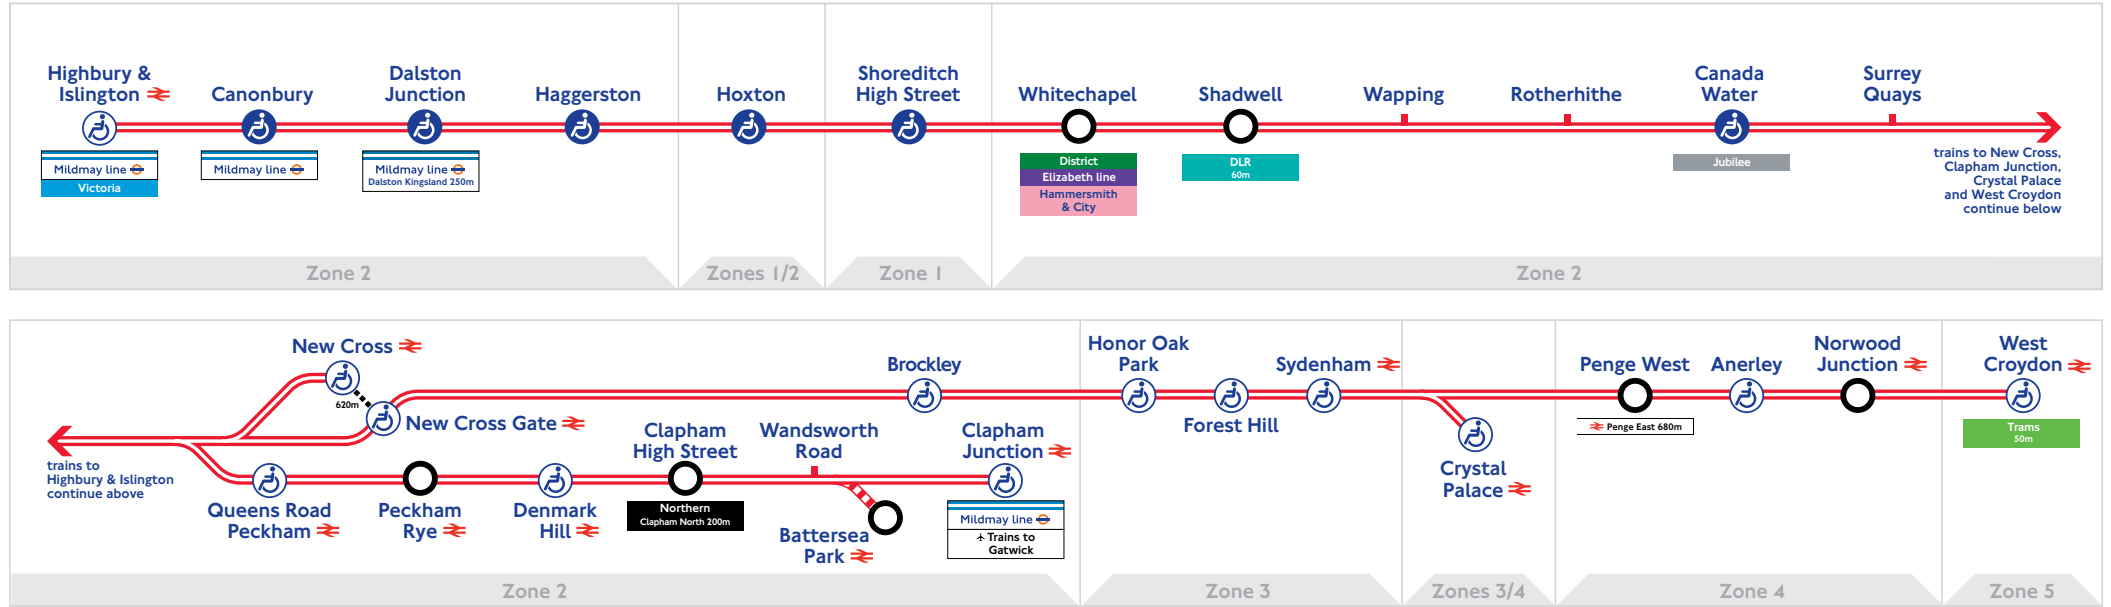 Highbury &
Islington
Canonbury
Dalston
Junction
Haggerston
Hoxton
Shoreditch
High Street
Whitechapel
Shadwell
Wapping
Rotherhithe
Canada
Water
Surrey
Quays
Mildmay line
Victoria
Mildmay line
Mildmay line
Dalston Kingsland 250m
District
Elizabeth line
Hammersmith
& City
DLR
60m
Jubilee
trains to New Cross,
Clapham Junction,
Crystal Palace
and West Croydon
continue below
Zone 2
Zones 1/2
Zone 1
Zone 2
New Cross
620m
New Cross Gate
Brockley
Honor Oak
Park
Forest Hill
Sydenham
Crystal
Palace
Penge West
Penge East 680m
Anerley
Norwood
Junction
West
Croydon
Trams
50m
trains to
Highbury & Islington
continue above
Queens Road
Peckham
Peckham
Rye
Denmark
Hill
Clapham
High Street
Northern
Clapham North 200m
Wandsworth
Road
Battersea
Park
Clapham
Junction
Mildmay line
Trains to
Gatwick
Zone 2
Zone 3
Zones 3/4
Zone 4
Zone 5